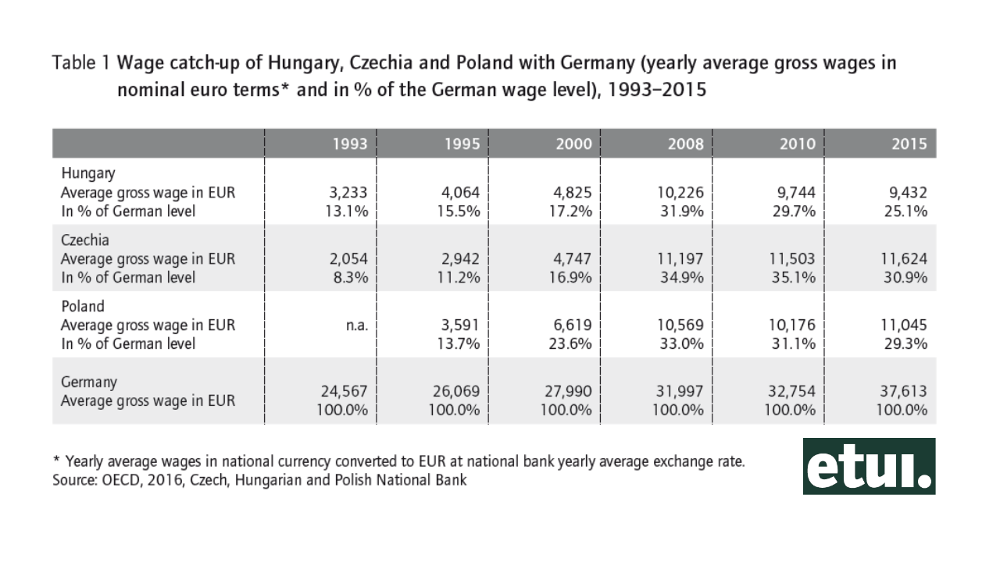 Table 1 Wage catch-up of Hungary, Czechia and Poland with Germany (yearly average gross wages in
nominal euro terms* and in % of the German wage level), 1993–2015
1993 1995 2000 2008 2010 2015
Hungary
Average gross wage in EUR 3,233 4,064 4,825 10,226 9,744 9,432
In % of German level 13.1% 15.5% 17.2% 31.9% 29.7% 25.1%
Czechia
Average gross wage in EUR 2,054 2,942 4,747 11,197 11,503 11,624
In % of German level 8.3% 11.2% 16.9% 34.9% 35.1% 30.9%
Poland
Average gross wage in EUR n.a. 3,591 6,619 10,569 10,176 11,045
In % of German level 13.7% 23.6% 33.0% 31.1% 29.3%
Germany
24,567 26,069 27,990 31,997 32,754 37,613
Average gross wage in EUR
100.0% 100.0% 100.0% 100.0% 100.0% 100.0%
* Yearly average wages in national currency converted to EUR at national bank yearly average exchange rate.
Source: OECD, 2016, Czech, Hungarian and Polish National Bank
etui.